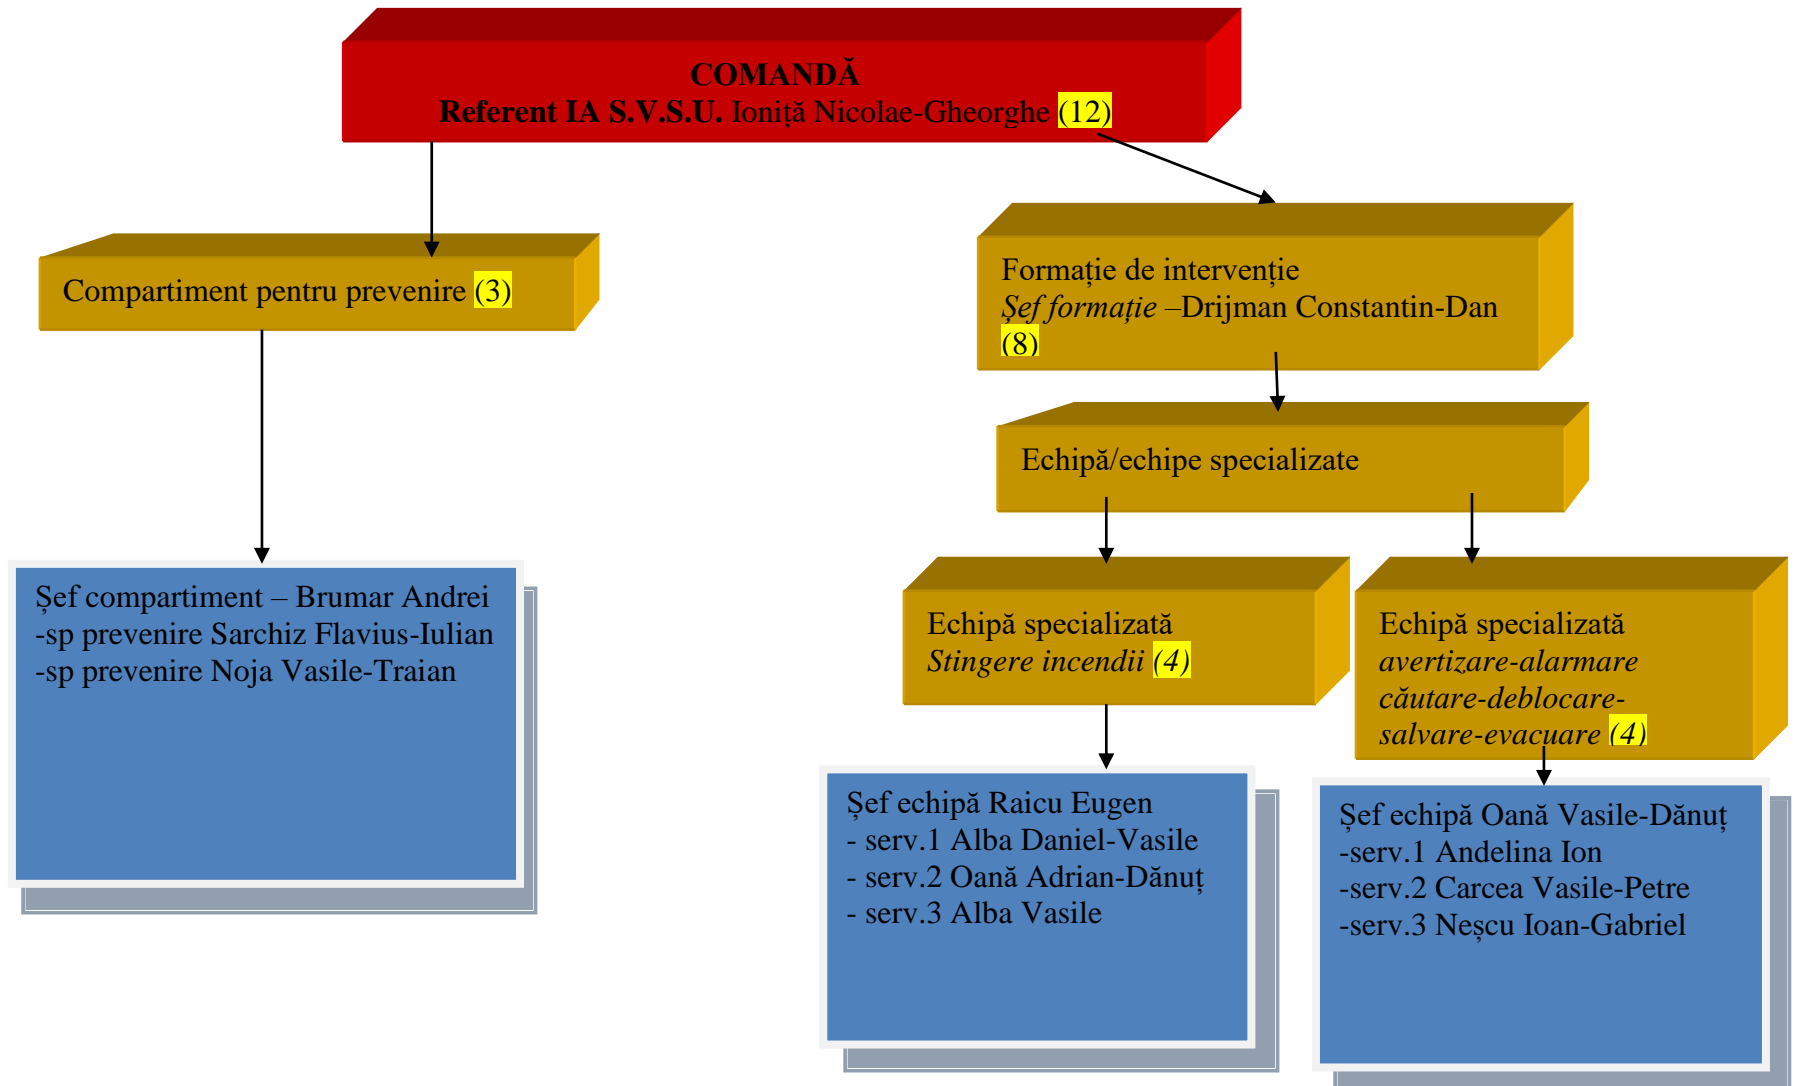 COMANDĂ
Referent IA S.V.S.U. Ioniță Nicolae-Gheorghe (12)
Compartiment pentru prevenire (3)
Formație de intervenție
Șef formație –Drijman Constantin-Dan
(8)
Echipă/echipe specializate
Șef compartiment – Brumar Andrei
-sp prevenire Sarchiz Flavius-Iulian
-sp prevenire Noja Vasile-Traian
Echipă specializată
Stingere incendii (4)
Echipă specializată
avertizare-alarmare
căutare-deblocare-
salvare-evacuare (4)
Șef echipă Raicu Eugen
- serv.1 Alba Daniel-Vasile
- serv.2 Oană Adrian-Dănuț
- serv.3 Alba Vasile
Șef echipă Oană Vasile-Dănuț
-serv.1 Andelina Ion
-serv.2 Carcea Vasile-Petre
-serv.3 Neșcu Ioan-Gabriel